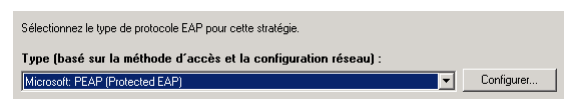 Sélectionnez le type de protocole EAP pour cette stratégie.
Type (basé sur la méthode d'accès et la configuration réseau) :
Microsoft: PEAP (Protected EAP)
Configurer...